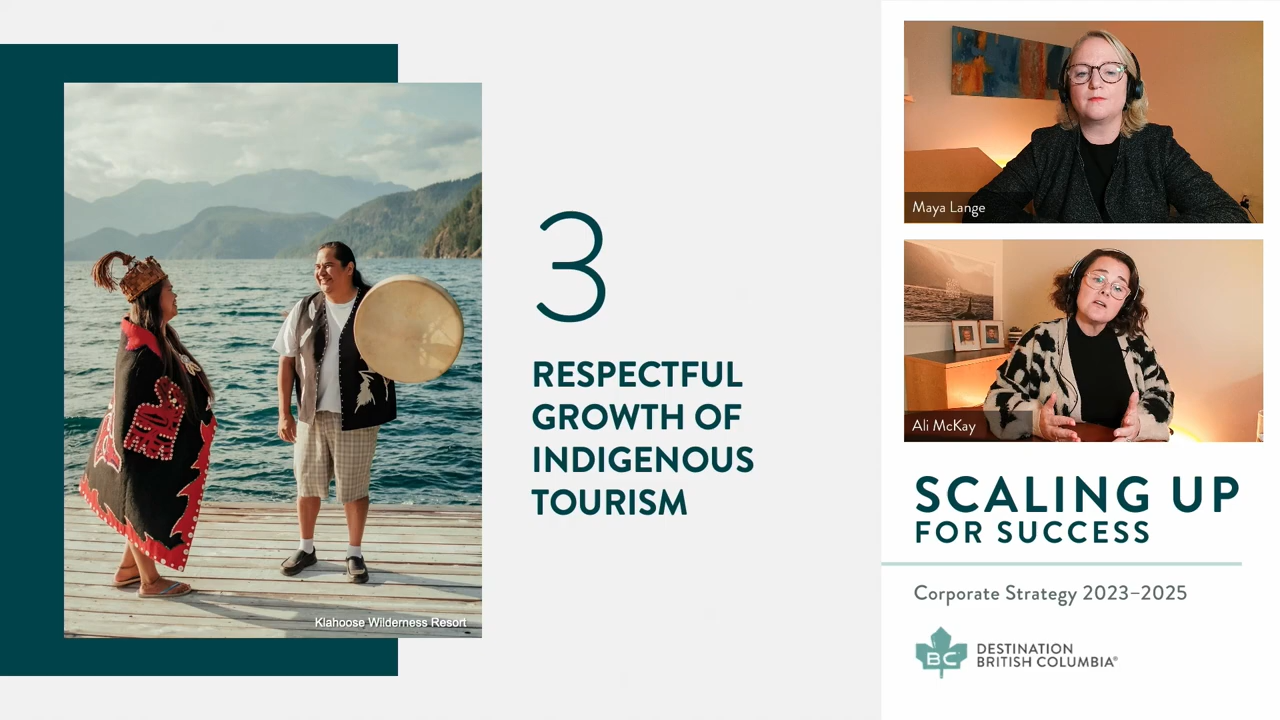 3
RESPECTFUL
GROWTH OF
INDIGENOUS
TOURISM
Klahoose Wilderness Resort
Maya Lange
Ali McKay
SCALING UP
FOR SUCCESS
Corporate Strategy 2023–2025
BC
DESTINATION
BRITISH COLUMBIA®